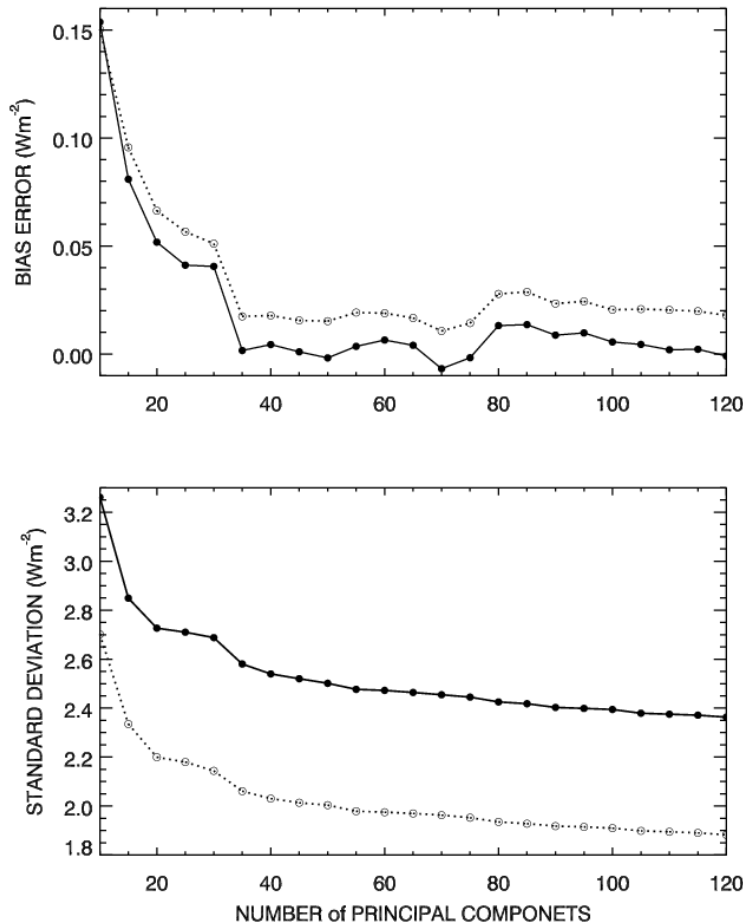 0.15
0.10
0.05
0.00
BIAS ERROR (Wm-2)
20 40 60 80 100 120
3.2
3.0
2.8
2.6
2.4
2.2
2.0
1.8
STANDARD DEVIATION (Wm-2)
20 40 60 80 100 120
NUMBER of PRINCIPAL COMPONETS